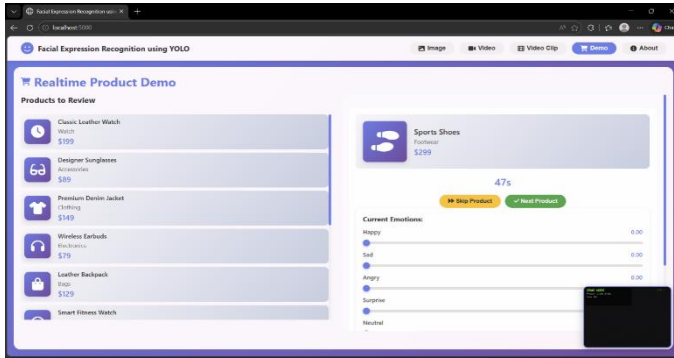 Facial Expression Recognition usin
localhost:5000
Facial Expression Recognition using YOLO
Image
Video
Video Clip
Demo
About
Realtime Product Demo
Products to Review
Classic Leather Watch
Watch
$199
Designer Sunglasses
Accessories
$89
Premium Denim Jacket
Clothing
$149
Wireless Earbuds
Electronics
$79
Leather Backpack
Bags
$129
Smart Fitness Watch
Sports Shoes
Footwear
$299
47s
Skip Product
Next Product
Current Emotions:
Happy 0.00
Sad 0.00
Angry 0.00
Surprise
Neutral